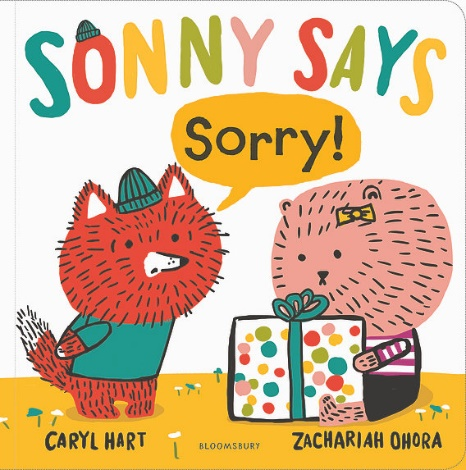 SONNY SAYS
Sorry!
CARYL HART
BLOOMSBURY
ZACHARIAH OHORA